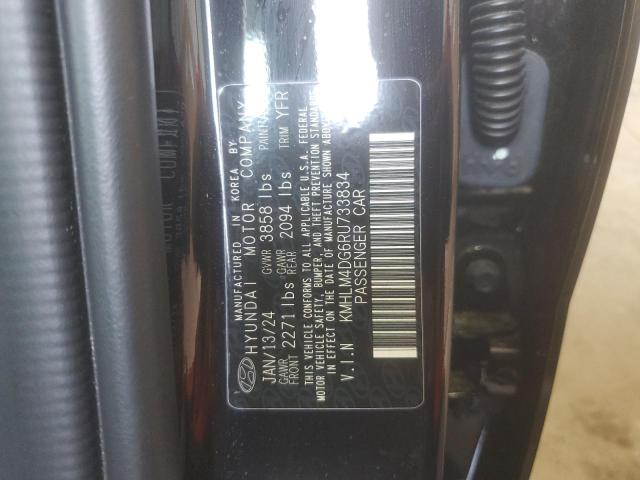 MANUFACTURED IN KOREA BY
HYUNDAI MOTOR COMPANY
JAN/13/24 GVWR 3858 lbs PAINT
GAWR FRONT 2271 lbs GAWR REAR 2094 lbs TRIM YFR
THIS VEHICLE CONFORMS TO ALL APPLICABLE U.S.A. FEDERAL
MOTOR VEHICLE SAFETY, BUMPER, AND THEFT PREVENTION STANDARDS
IN EFFECT ON THE DATE OF MANUFACTURE SHOWN ABOVE.
V.I.N KMHLM4DGGRU733834
PASSENGER CAR